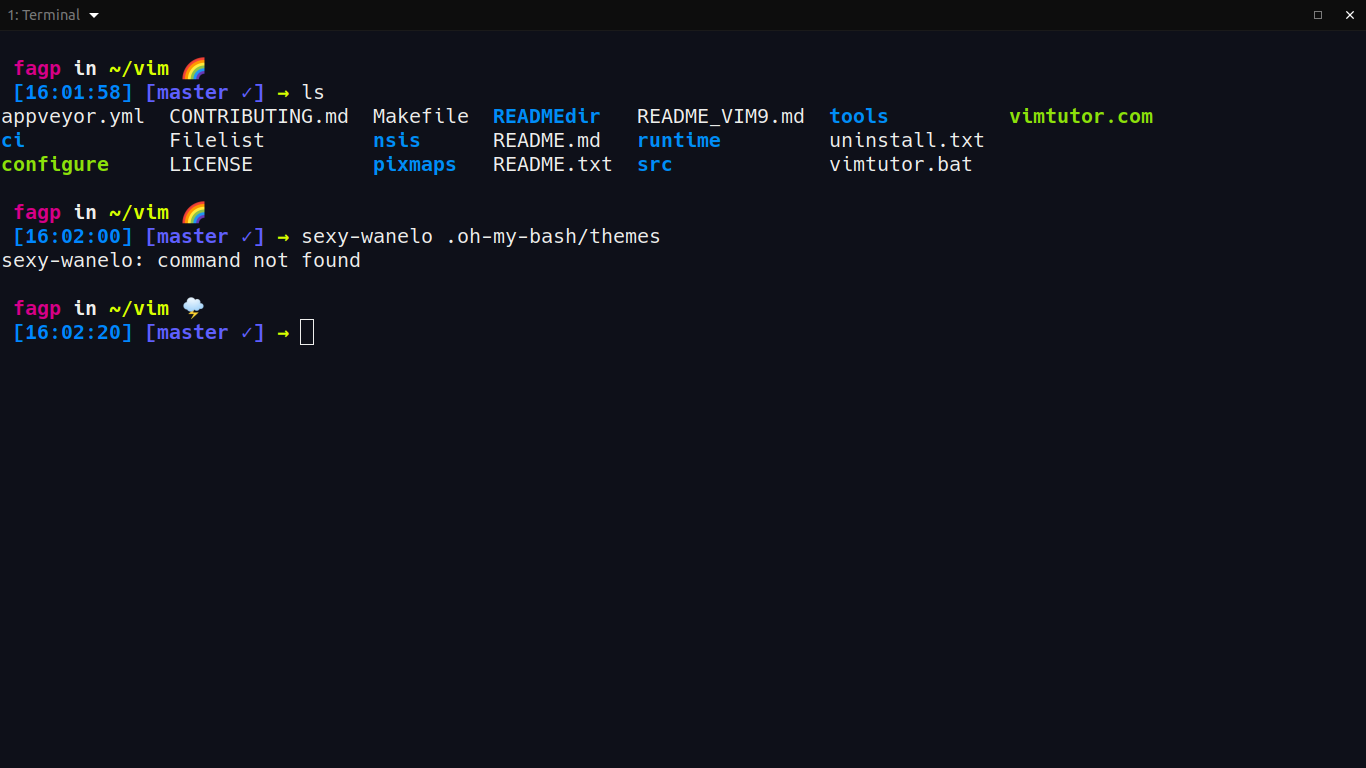 1: Terminal
fagp in ~/vim 🌈
[16:01:58] [master ✓] → ls
appveyor.yml  CONTRIBUTING.md  Makefile  READMEdir   README_VIM9.md  tools          vimtutor.com
ci            Filelist         nsis      README.md   runtime         uninstall.txt
configure     LICENSE          pixmaps   README.txt  src             vimtutor.bat
fagp in ~/vim 🌈
[16:02:00] [master ✓] → sexy-wanelo .oh-my-bash/themes
sexy-wanelo: command not found
fagp in ~/vim 🌩
[16:02:20] [master ✓] →